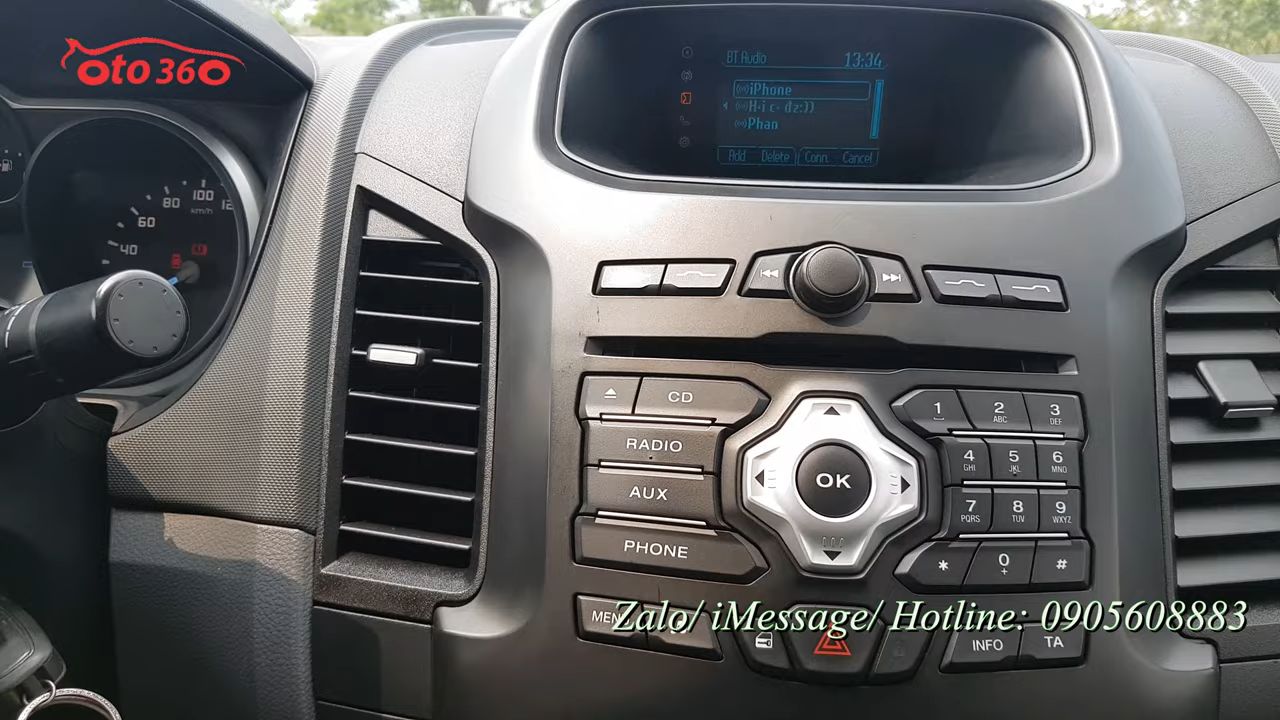 oto360
BT Audio 13:34
iPhone
Phan
Add Delete Conn. Cancel
100
80
60
40
km/h
CD
RADIO
AUX
PHONE
OK
1 2 ABC 3 DEF
4 GHI 5 JKL 6 MNO
7 PQRS 8 TUV 9 WXYZ
* 0 + #
MEN
INFO TA
Zalo/ iMessage/ Hotline: 0905608883